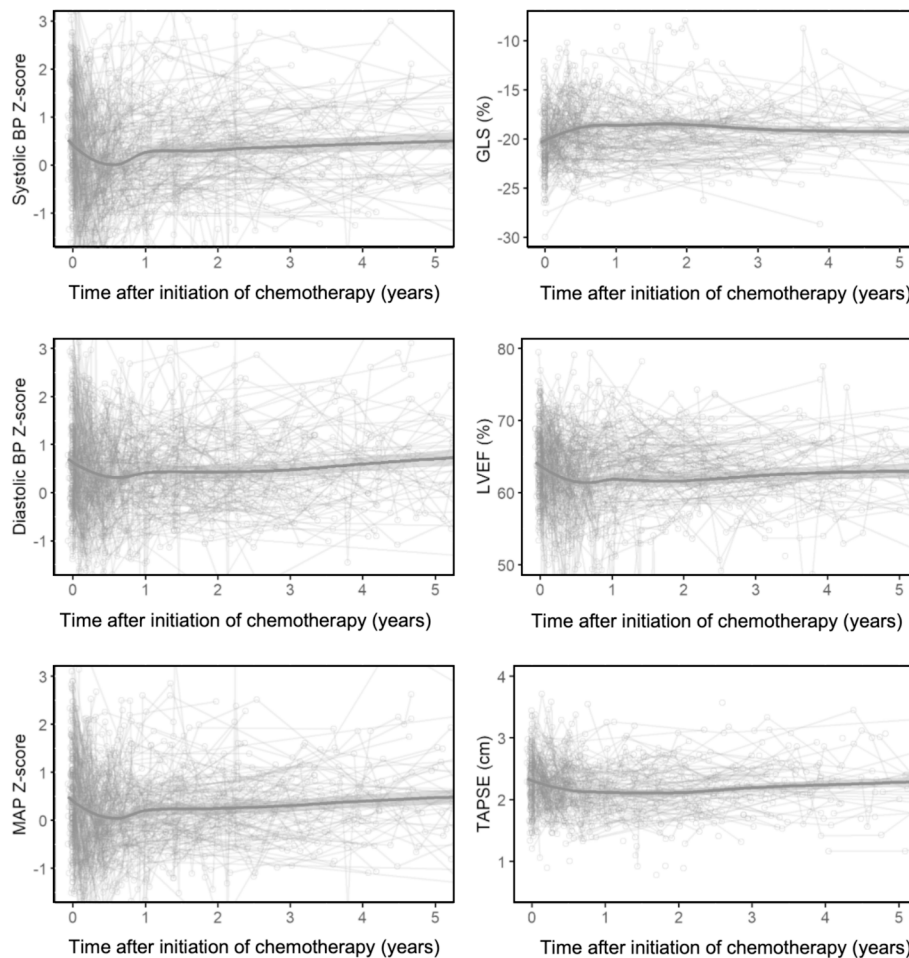 Systolic BP Z-score
3
2
1
0
-1
0 1 2 3 4 5
Time after initiation of chemotherapy (years)
GLS (%)
-10
-15
-20
-25
-30
0 1 2 3 4 5
Time after initiation of chemotherapy (years)
Diastolic BP Z-score
3
2
1
0
-1
0 1 2 3 4 5
Time after initiation of chemotherapy (years)
LVEF (%)
80
70
60
50
0 1 2 3 4 5
Time after initiation of chemotherapy (years)
MAP Z-score
3
2
1
0
-1
0 1 2 3 4 5
Time after initiation of chemotherapy (years)
TAPSE (cm)
4
3
2
1
0 1 2 3 4 5
Time after initiation of chemotherapy (years)